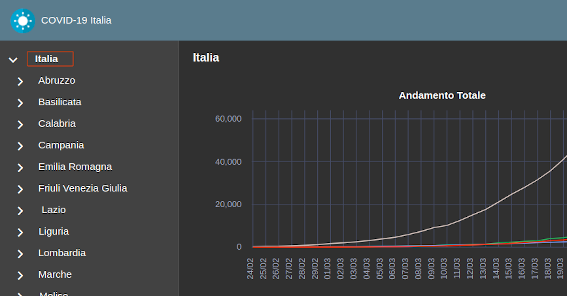 COVID-19 Italia
Italia
Abruzzo
Basilicata
Calabria
Campania
Emilia Romagna
Friuli Venezia Giulia
Lazio
Liguria
Lombardia
Marche
Molise
Italia
Andamento Totale
60,000
40,000
20,000
0
24/02
25/02
26/02
27/02
28/02
29/02
01/03
02/03
03/03
04/03
05/03
06/03
07/03
08/03
09/03
10/03
11/03
12/03
13/03
14/03
15/03
16/03
17/03
18/03
19/03